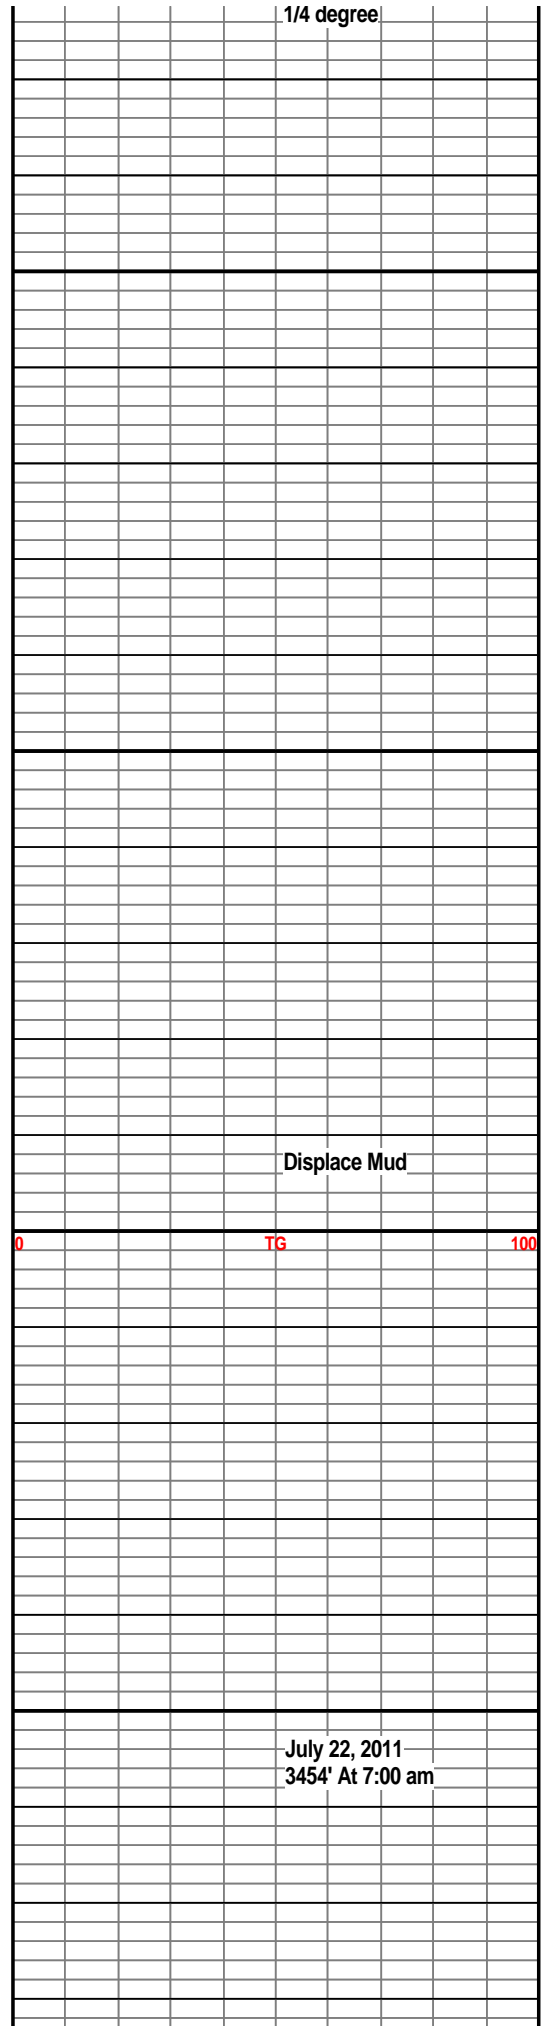 1/4 degree
Displace Mud
0 TG 100
July 22, 2011
3454' At 7:00 am